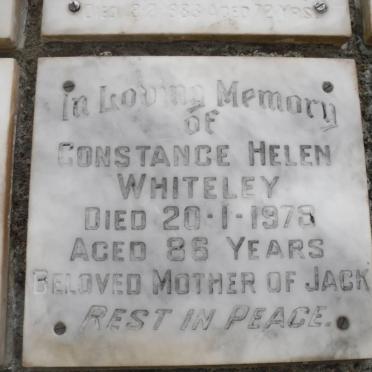 In Loving Memory
of
CONSTANCE HELEN
WHITELEY
DIED 20·1·1978
AGED 86 YEARS
BELOVED MOTHER OF JACK
REST IN PEACE.